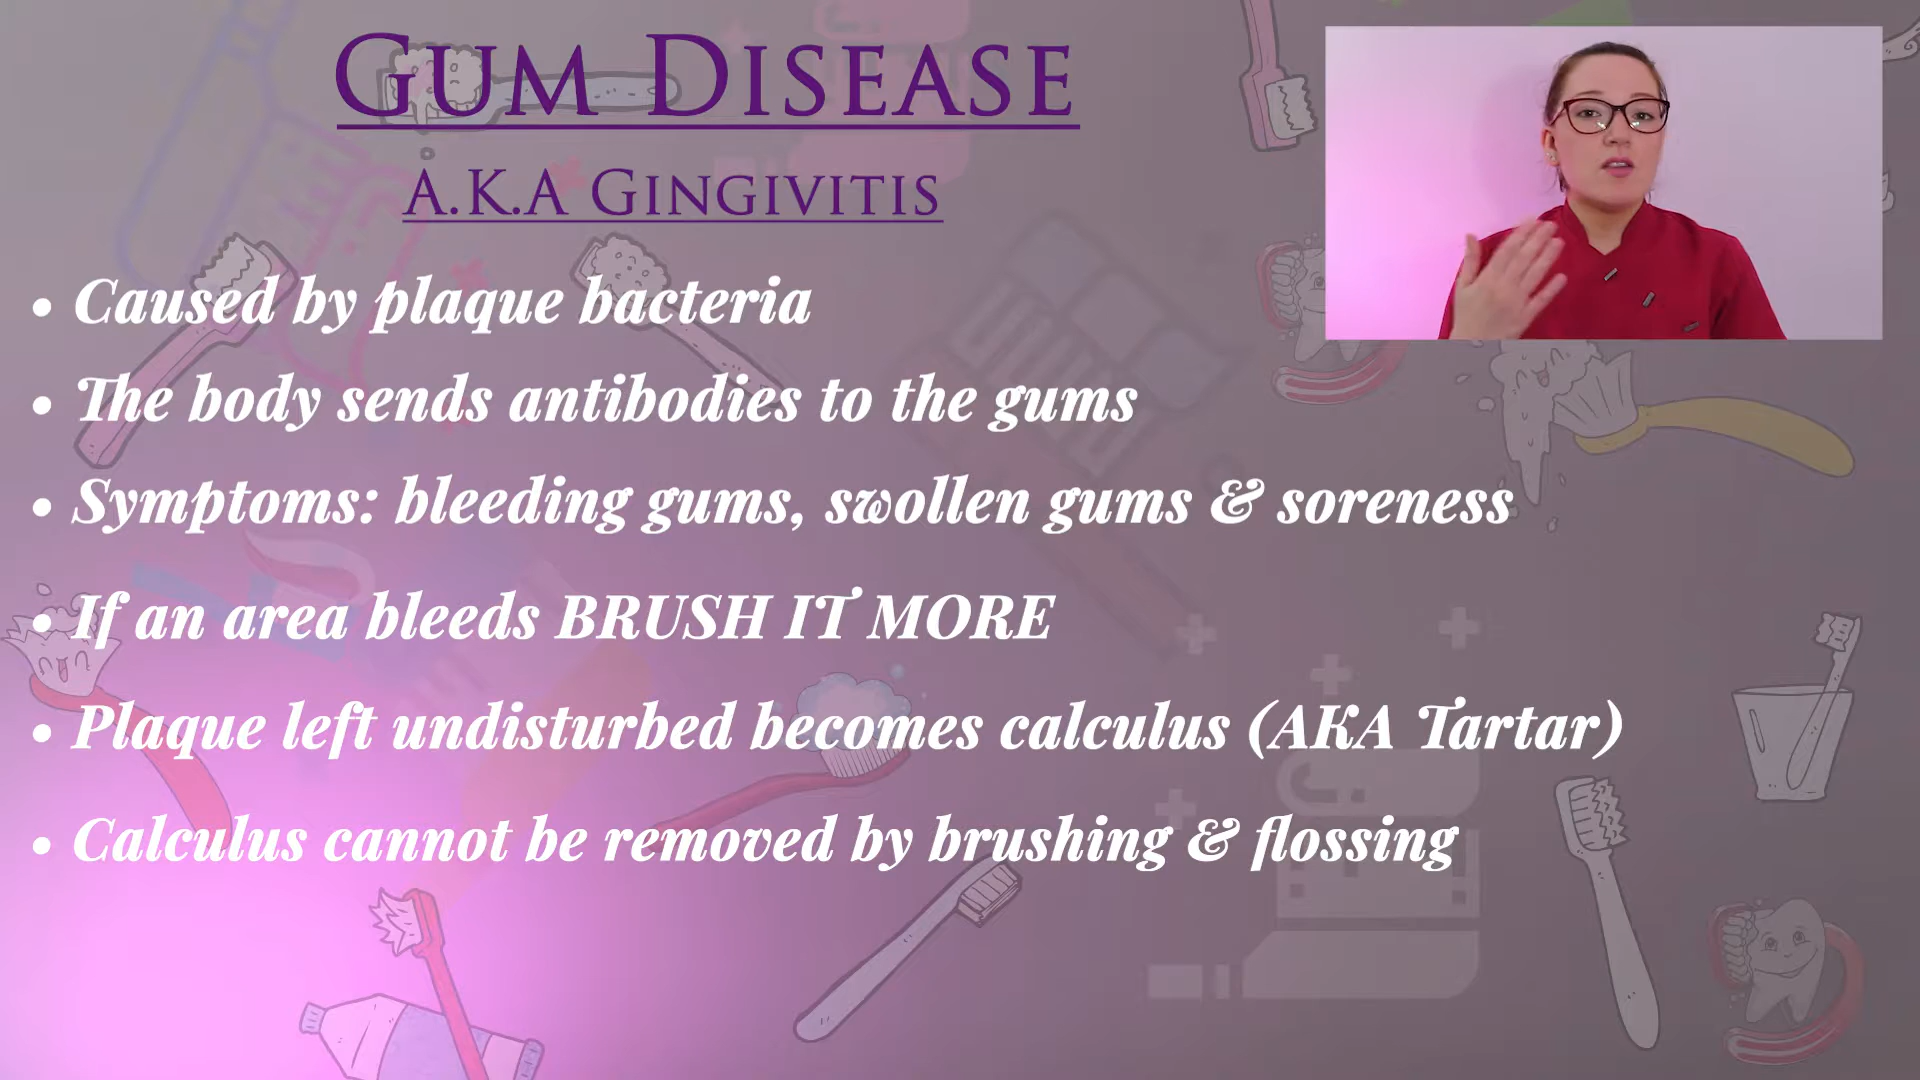 GUM DISEASE
A.K.A GINGIVITIS
• Caused by plaque bacteria
• The body sends antibodies to the gums
• Symptoms: bleeding gums, swollen gums & soreness
• If an area bleeds BRUSH IT MORE
• Plaque left undisturbed becomes calculus (AKA Tartar)
• Calculus cannot be removed by brushing & flossing